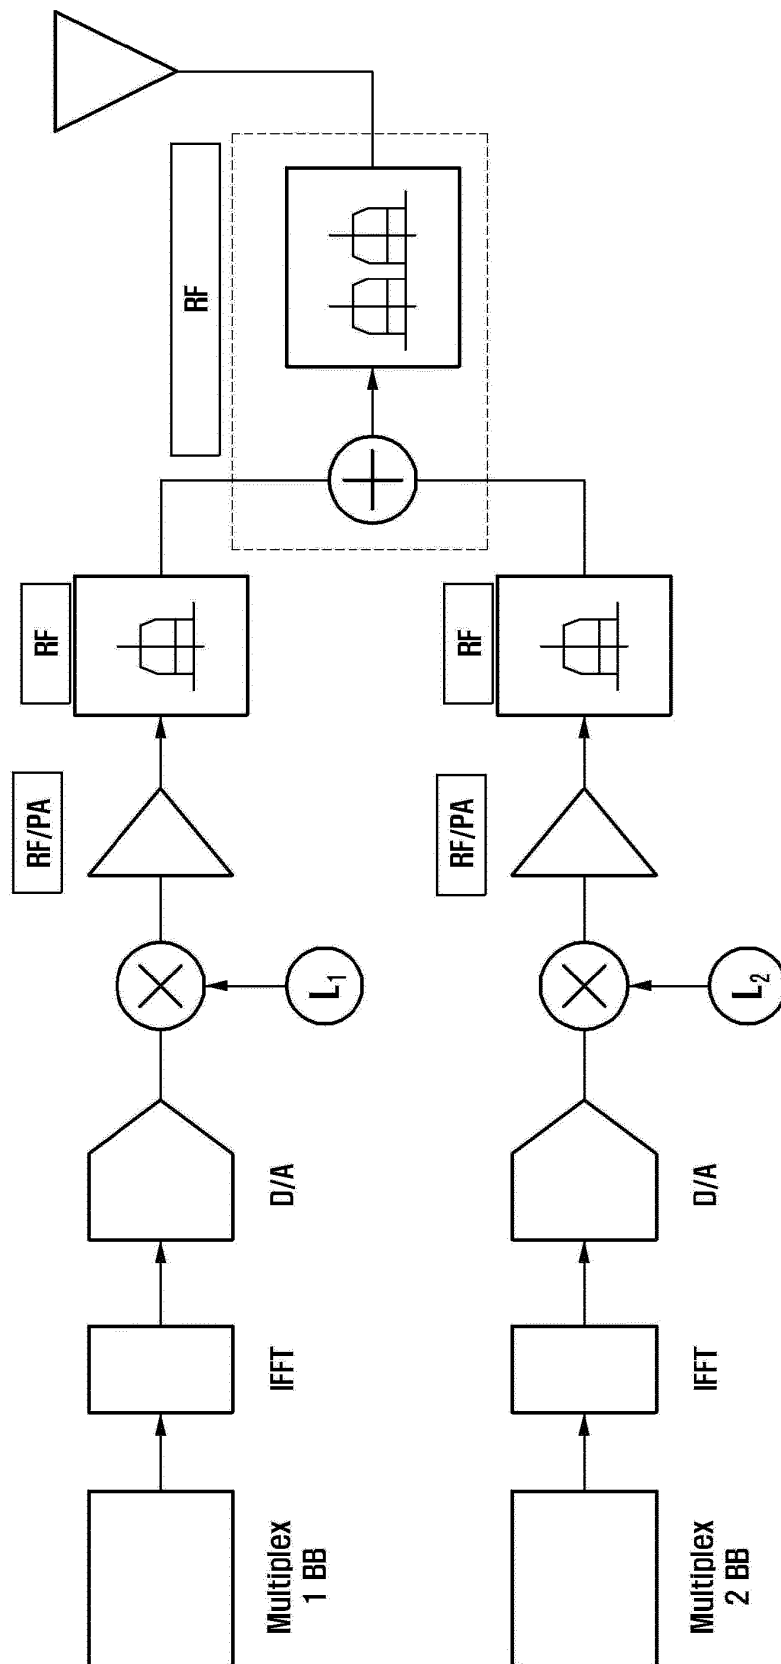 Multiplex
1 BB
IFFT
D/A
L₁
RF/PA
RF
RF
Multiplex
2 BB
IFFT
D/A
L₂
RF/PA
RF